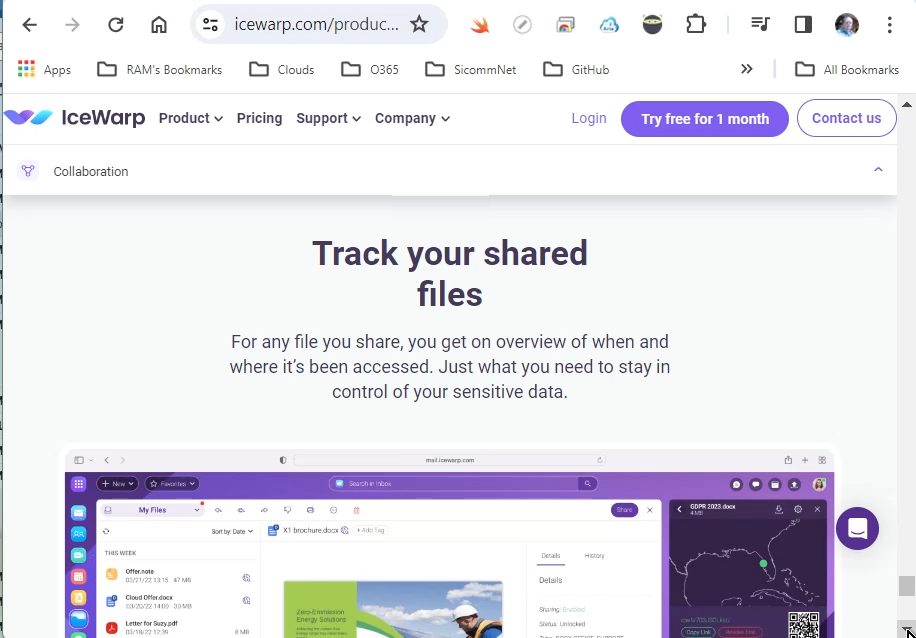 icewarp.com/produc...
Apps
RAM's Bookmarks
Clouds
O365
SicommNet
GitHub
All Bookmarks
IceWarp
Product
Pricing
Support
Company
Login
Try free for 1 month
Contact us
Collaboration
Track your shared
files
For any file you share, you get on overview of when and
where it’s been accessed. Just what you need to stay in
control of your sensitive data.
mail.icewarp.com
+ New
Favorites
Search in Inbox
My Files
Share
GDPR 2023.docx
4 MB
Sort by: Date
X1 brochure.docx
+ Add Tag
THIS WEEK
Details
History
Offer.note
03/21/22 13:15 47 MB
Details
Cloud Offer.docx
03/20/22 14:00 33 MB
Zero-Emission
Energy Solutions
Sharing: Enabled
Letter for Suzy.pdf
03/18/22 12:39 8 MB
Status: Unlocked
Copy Link
Revoke Link